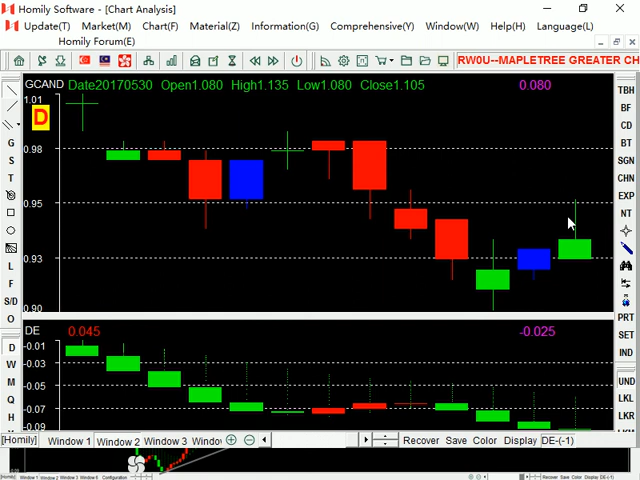 Homily Software - [Chart Analysis]
Update(T) Market(M) Chart(F) Material(Z) Information(G) Comprehensive(Y) Window(W) Help(H) Language(L)
Homily Forum(E)
RW0U--MAPLETREE GREATER CH
GCAND Date20170530 Open1.080 High1.135 Low1.080 Close1.105 0.080
1.01
D
0.98
0.95
0.93
0.90
G
S
T
L
F
S/D
O
TBH
BF
CD
BT
SGN
CHN
EXP
NT
PRT
SET
IND
DE 0.045 -0.025
-0.01
-0.03
-0.05
-0.07
-0.09
D
W
M
Q
H
UND
LKL
LKR
[Homily] Window 1 Window 2 Window 3 Windo Recover Save Color Display DE-(-1)